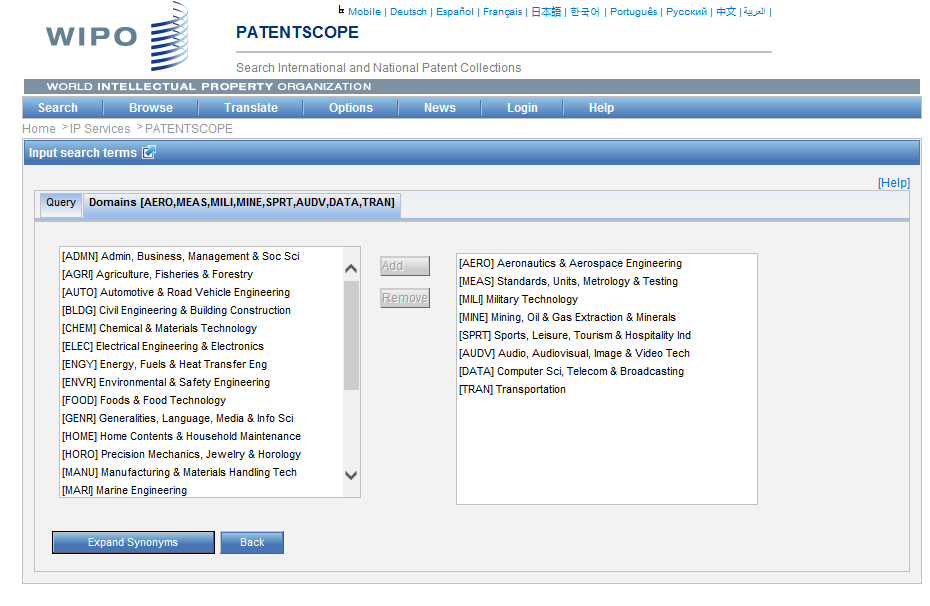 Mobile | Deutsch | Español | Français | 日本語 | 한국어 | Português | Русский | 中文 | العربية |
WIPO
PATENTSCOPE
Search International and National Patent Collections
WORLD INTELLECTUAL PROPERTY ORGANIZATION
Search Browse Translate Options News Login Help
Home > IP Services > PATENTSCOPE
Input search terms
[Help]
Query Domains [AERO,MEAS,MILI,MINE,SPRT,AUDV,DATA,TRAN]
[ADMN] Admin, Business, Management & Soc Sci
[AGRI] Agriculture, Fisheries & Forestry
[AUTO] Automotive & Road Vehicle Engineering
[BLDG] Civil Engineering & Building Construction
[CHEM] Chemical & Materials Technology
[ELEC] Electrical Engineering & Electronics
[ENGY] Energy, Fuels & Heat Transfer Eng
[ENVR] Environmental & Safety Engineering
[FOOD] Foods & Food Technology
[GENR] Generalities, Language, Media & Info Sci
[HOME] Home Contents & Household Maintenance
[HORO] Precision Mechanics, Jewelry & Horology
[MANU] Manufacturing & Materials Handling Tech
[MARI] Marine Engineering
Add
Remove
[AERO] Aeronautics & Aerospace Engineering
[MEAS] Standards, Units, Metrology & Testing
[MILI] Military Technology
[MINE] Mining, Oil & Gas Extraction & Minerals
[SPRT] Sports, Leisure, Tourism & Hospitality Ind
[AUDV] Audio, Audiovisual, Image & Video Tech
[DATA] Computer Sci, Telecom & Broadcasting
[TRAN] Transportation
Expand Synonyms Back